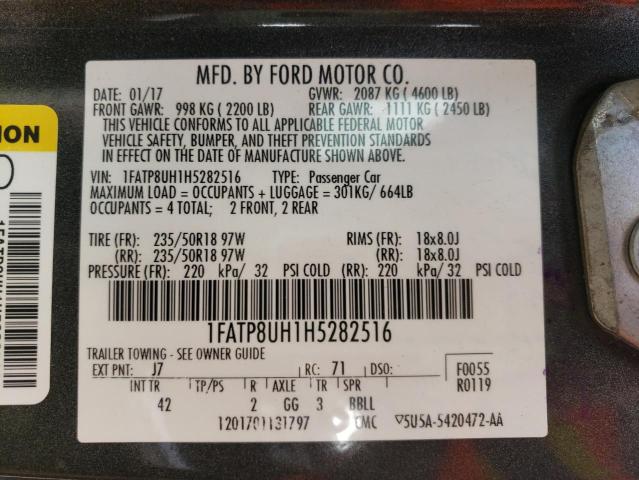 MFD. BY FORD MOTOR CO.
DATE: 01/17 GVWR: 2087 KG ( 4600 LB)
FRONT GAWR: 998 KG ( 2200 LB) REAR GAWR: 1111 KG ( 2450 LB)
THIS VEHICLE CONFORMS TO ALL APPLICABLE FEDERAL MOTOR
VEHICLE SAFETY, BUMPER, AND THEFT PREVENTION STANDARDS
IN EFFECT ON THE DATE OF MANUFACTURE SHOWN ABOVE.
VIN: 1FATP8UH1H5282516 TYPE: Passenger Car
MAXIMUM LOAD = OCCUPANTS + LUGGAGE = 301KG/ 664LB
OCCUPANTS = 4 TOTAL; 2 FRONT, 2 REAR
TIRE (FR): 235/50R18 97W RIMS (FR): 18x8.0J
(RR): 235/50R18 97W (RR): 18x8.0J
PRESSURE (FR): 220 kPa/ 32 PSI COLD (RR): 220 kPa/ 32 PSI COLD
1FATP8UH1H5282516
TRAILER TOWING - SEE OWNER GUIDE
EXT PNT: J7 RC: 71 DSO: F0055
R0119
INT TR TP/PS R AXLE TR SPR
42 2 GG 3 BBLL
1201701131797 CMC ▽5U5A-5420472-AA
ION